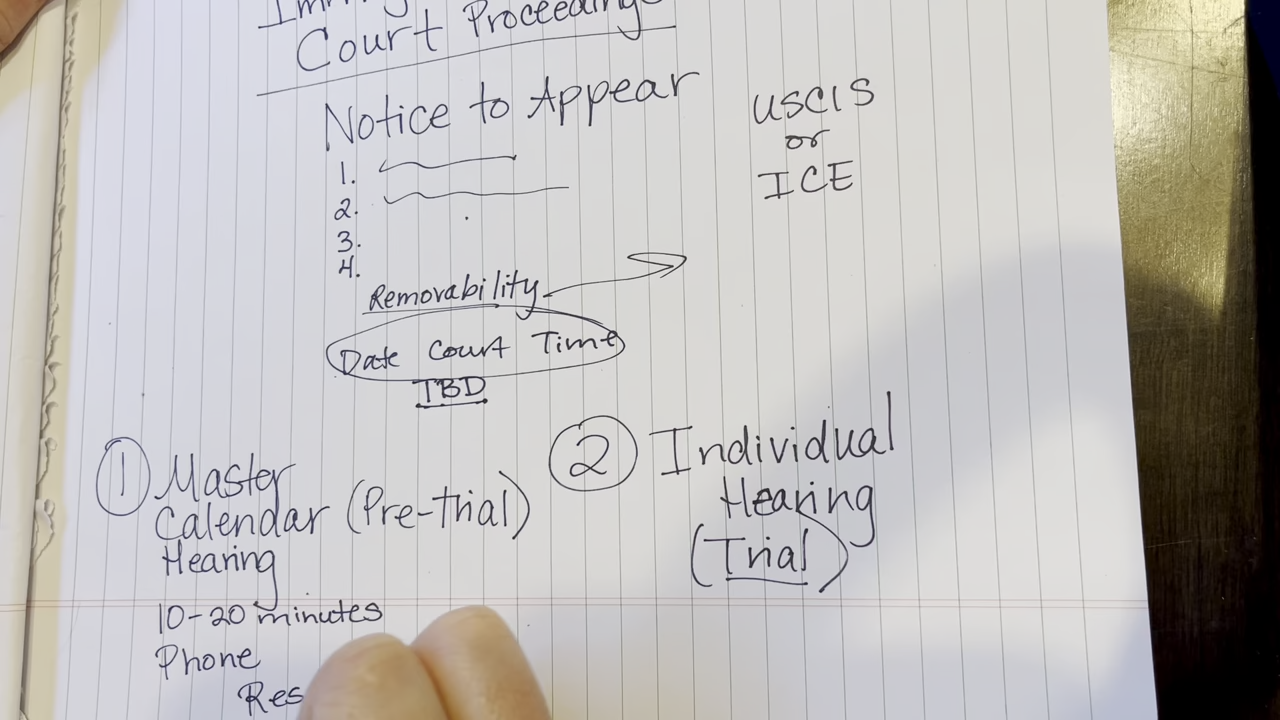 Court Proceedings
Notice to Appear
1.
2.
3.
4.
USCIS
or
ICE
Removability
Date Court Time
TBD
1 Master
Calendar (Pre-trial)
Hearing
10-20 minutes
Phone
Res
2 Individual
Hearing
(Trial)